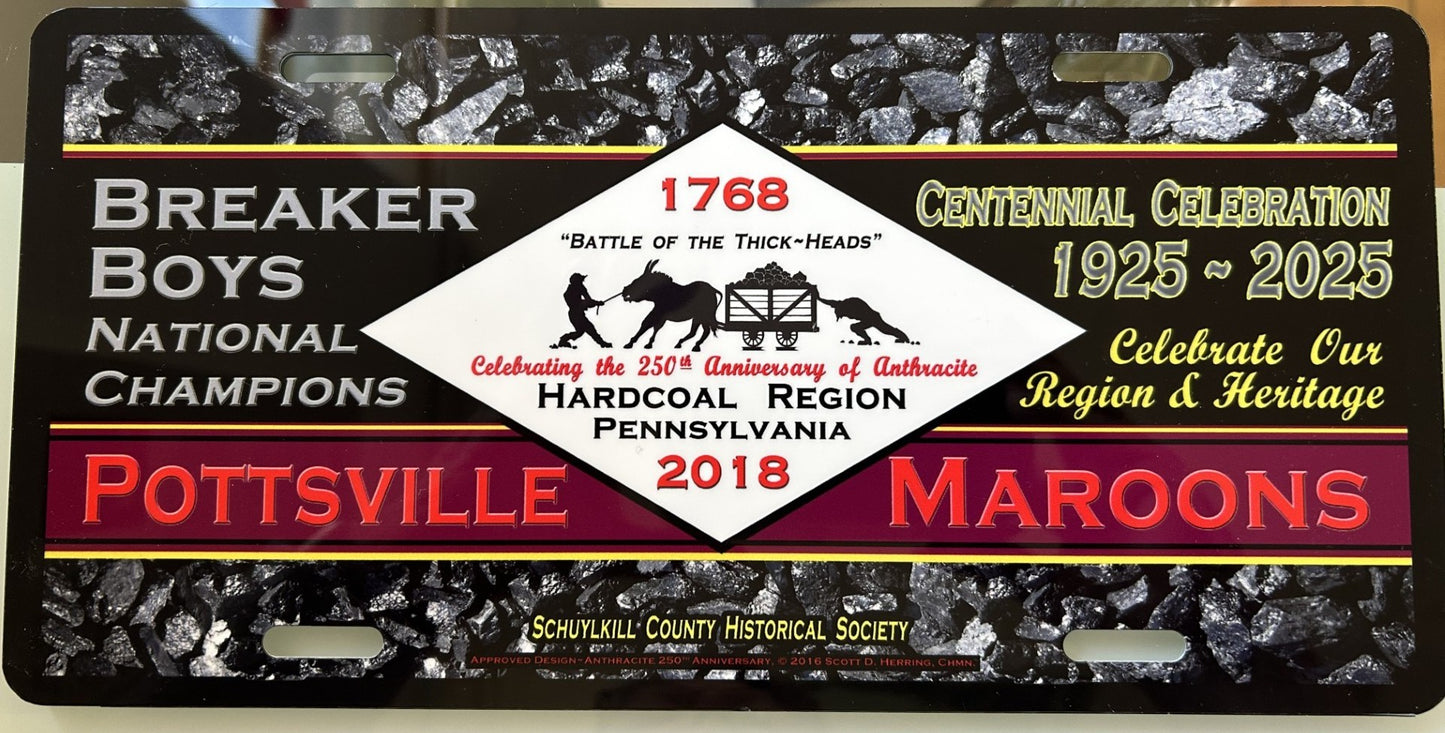 BREAKER
BOYS
NATIONAL
CHAMPIONS
1768
"BATTLE OF THE THICK~HEADS"
Celebrating the 250th Anniversary of Anthracite
HARDCOAL REGION
PENNSYLVANIA
2018
CENTENNIAL CELEBRATION
1925 ~ 2025
Celebrate Our
Region & Heritage
POTTSVILLE MAROONS
SCHUYLKILL COUNTY HISTORICAL SOCIETY
APPROVED DESIGN~ANTHRACITE 250TH ANNIVERSARY, © 2016 SCOTT D. HERRING, CHMN.